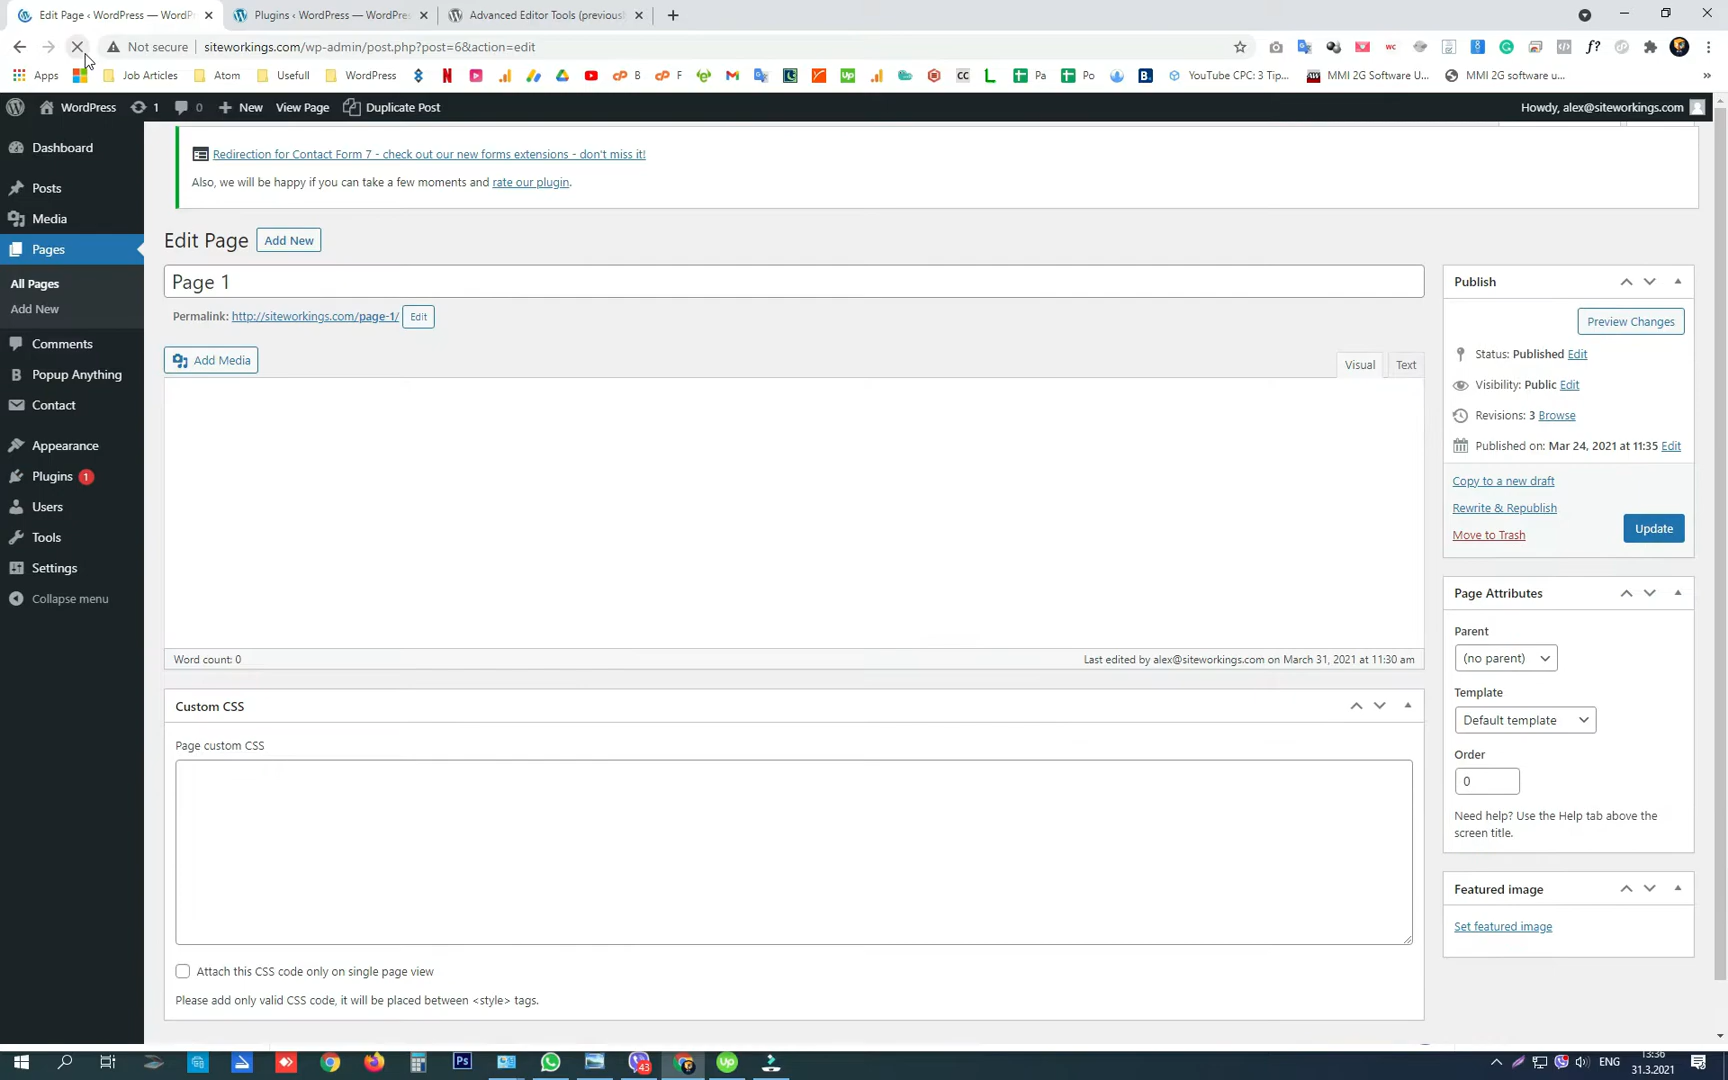 Edit Page ‹ WordPress — WordP
Plugins ‹ WordPress — WordPres
Advanced Editor Tools (previousl
Not secure
siteworkings.com/wp-admin/post.php?post=6&action=edit
Apps
Job Articles
Atom
Usefull
WordPress
B
F
Pa
Po
YouTube CPC: 3 Tip...
MMI 2G Software U...
MMI 2G software u...
WordPress
1
0
New
View Page
Duplicate Post
Howdy, alex@siteworkings.com
Dashboard
Posts
Media
Pages
All Pages
Add New
Comments
Popup Anything
Contact
Appearance
Plugins 1
Users
Tools
Settings
Collapse menu
Redirection for Contact Form 7 - check out our new forms extensions - don't miss it!
Also, we will be happy if you can take a few moments and rate our plugin.
Edit Page
Add New
Page 1
Permalink: http://siteworkings.com/page-1/ Edit
Add Media
Visual
Text
Word count: 0
Last edited by alex@siteworkings.com on March 31, 2021 at 11:30 am
Custom CSS
Page custom CSS
Attach this CSS code only on single page view
Please add only valid CSS code, it will be placed between <style> tags.
Publish
Preview Changes
Status: Published Edit
Visibility: Public Edit
Revisions: 3 Browse
Published on: Mar 24, 2021 at 11:35 Edit
Copy to a new draft
Rewrite & Republish
Move to Trash
Update
Page Attributes
Parent
(no parent)
Template
Default template
Order
0
Need help? Use the Help tab above the
screen title.
Featured image
Set featured image
43
ENG
13:36
31.3.2021